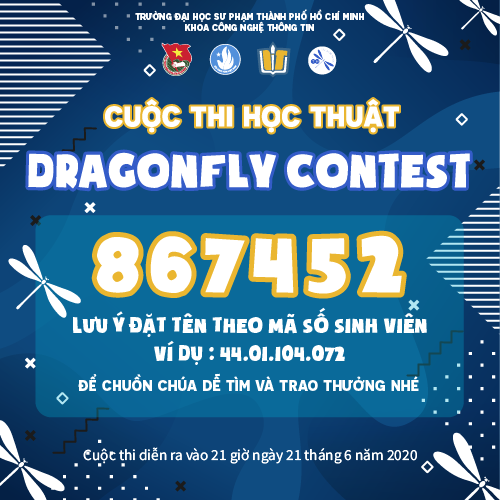 TRƯỜNG ĐẠI HỌC SƯ PHẠM THÀNH PHỐ HỒ CHÍ MINH
KHOA CÔNG NGHỆ THÔNG TIN
CUỘC THI HỌC THUẬT
DRAGONFLY CONTEST
867452
LƯU Ý ĐẶT TÊN THEO MÃ SỐ SINH VIÊN
VÍ DỤ : 44.01.104.072
ĐỂ CHUỒN CHÚA DỄ TÌM VÀ TRAO THƯỞNG NHÉ
Cuộc thi diễn ra vào 21 giờ ngày 21 tháng 6 năm 2020